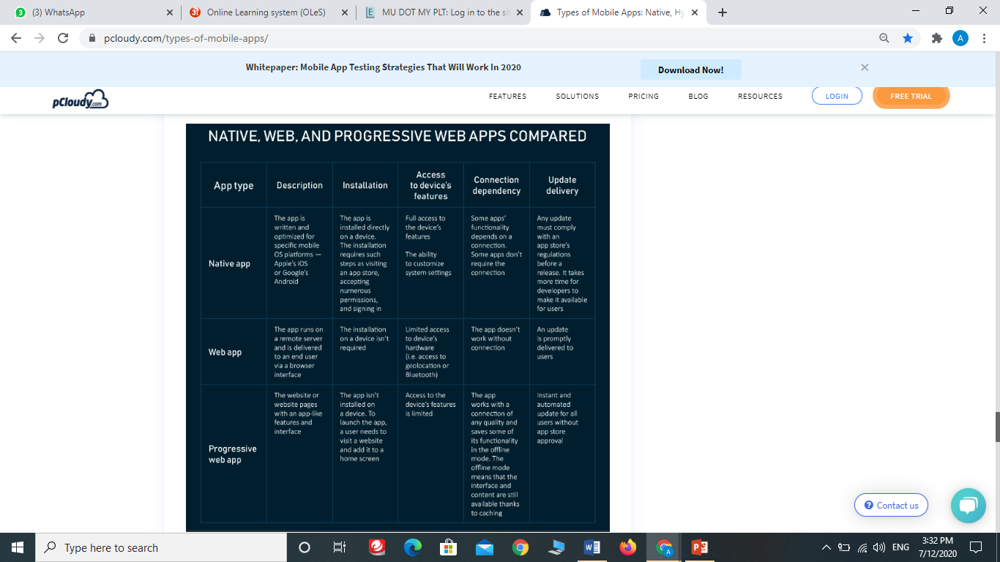 (3) WhatsApp
Online Learning system (OLeS)
MU DOT MY PLT: Log in to the si
Types of Mobile Apps: Native, Hy
pcloudy.com/types-of-mobile-apps/
A
Whitepaper: Mobile App Testing Strategies That Will Work In 2020
Download Now!
pCloudy.com
FEATURES
SOLUTIONS
PRICING
BLOG
RESOURCES
LOGIN
FREE TRIAL
NATIVE, WEB, AND PROGRESSIVE WEB APPS COMPARED
App type
Description
Installation
Access
to device's
features
Connection
dependency
Update
delivery
Native app
The app is
written and
optimized for
specific mobile
OS platforms —
Apple's iOS
or Google's
Android
The app is
installed directly
on a device.
The installation
requires such
steps as visiting
an app store,
accepting
numerous
permissions,
and signing in
Full access to
the device's
features
The ability
to customize
system settings
Some apps'
functionality
depends on a
connection.
Some apps don't
require the
connection
Any update
must comply
with an
app store's
regulations
before a
release. It takes
more time for
developers to
make it available
for users
Web app
The app runs on
a remote server
and is delivered
to an end user
via a browser
interface
The installation
on a device isn't
required
Limited access
to device's
hardware
(i.e. access to
geolocation or
Bluetooth)
The app doesn't
work without
connection
An update
is promptly
delivered to
users
Progressive
web app
The website or
website pages
with an app-like
features and
interface
The app isn't
installed on
a device. To
launch the app,
a user needs to
visit a website
and add it to a
home screen
Access to the
device's features
is limited
The app
works with a
connection of
any quality and
saves some of
its functionality
in the offline
mode. The
offline mode
means that the
interface and
content are still
available thanks
to caching
Instant and
automated
update for all
users without
app store
approval
Contact us
Type here to search
ENG
3:32 PM
7/12/2020